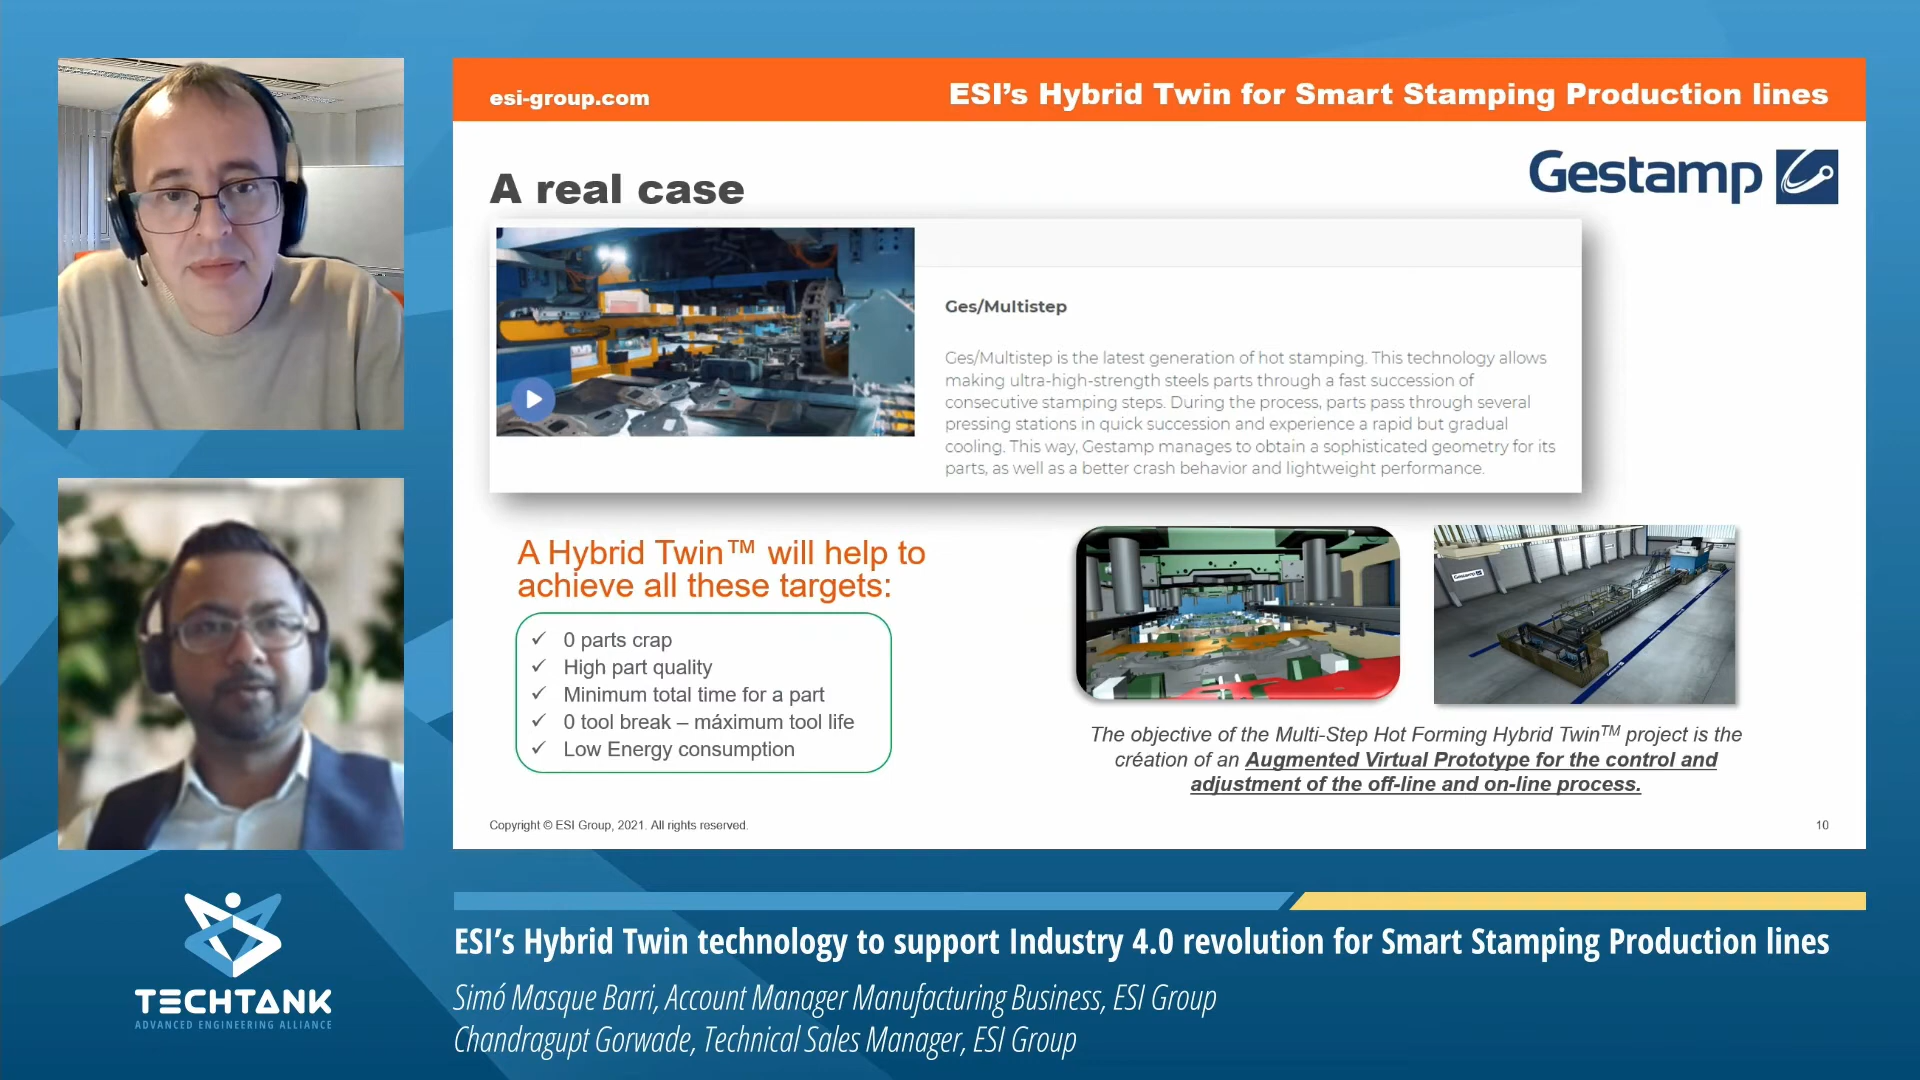 esi-group.com
ESI's Hybrid Twin for Smart Stamping Production lines
A real case
Gestamp
Ges/Multistep
Ges/Multistep is the latest generation of hot stamping. This technology allows
making ultra-high-strength steels parts through a fast succession of
consecutive stamping steps. During the process, parts pass through several
pressing stations in quick succession and experience a rapid but gradual
cooling. This way, Gestamp manages to obtain a sophisticated geometry for its
parts, as well as a better crash behavior and lightweight performance.
A Hybrid Twin™ will help to
achieve all these targets:
✓ 0 parts crap
✓ High part quality
✓ Minimum total time for a part
✓ 0 tool break – máximum tool life
✓ Low Energy consumption
Gestamp
The objective of the Multi-Step Hot Forming Hybrid Twin™ project is the
création of an Augmented Virtual Prototype for the control and
adjustment of the off-line and on-line process.
Copyright © ESI Group, 2021. All rights reserved.
10
TECHTANK
ADVANCED ENGINEERING ALLIANCE
ESI's Hybrid Twin technology to support Industry 4.0 revolution for Smart Stamping Production lines
Simó Masque Barri, Account Manager Manufacturing Business, ESI Group
Chandragupt Gorwade, Technical Sales Manager, ESI Group